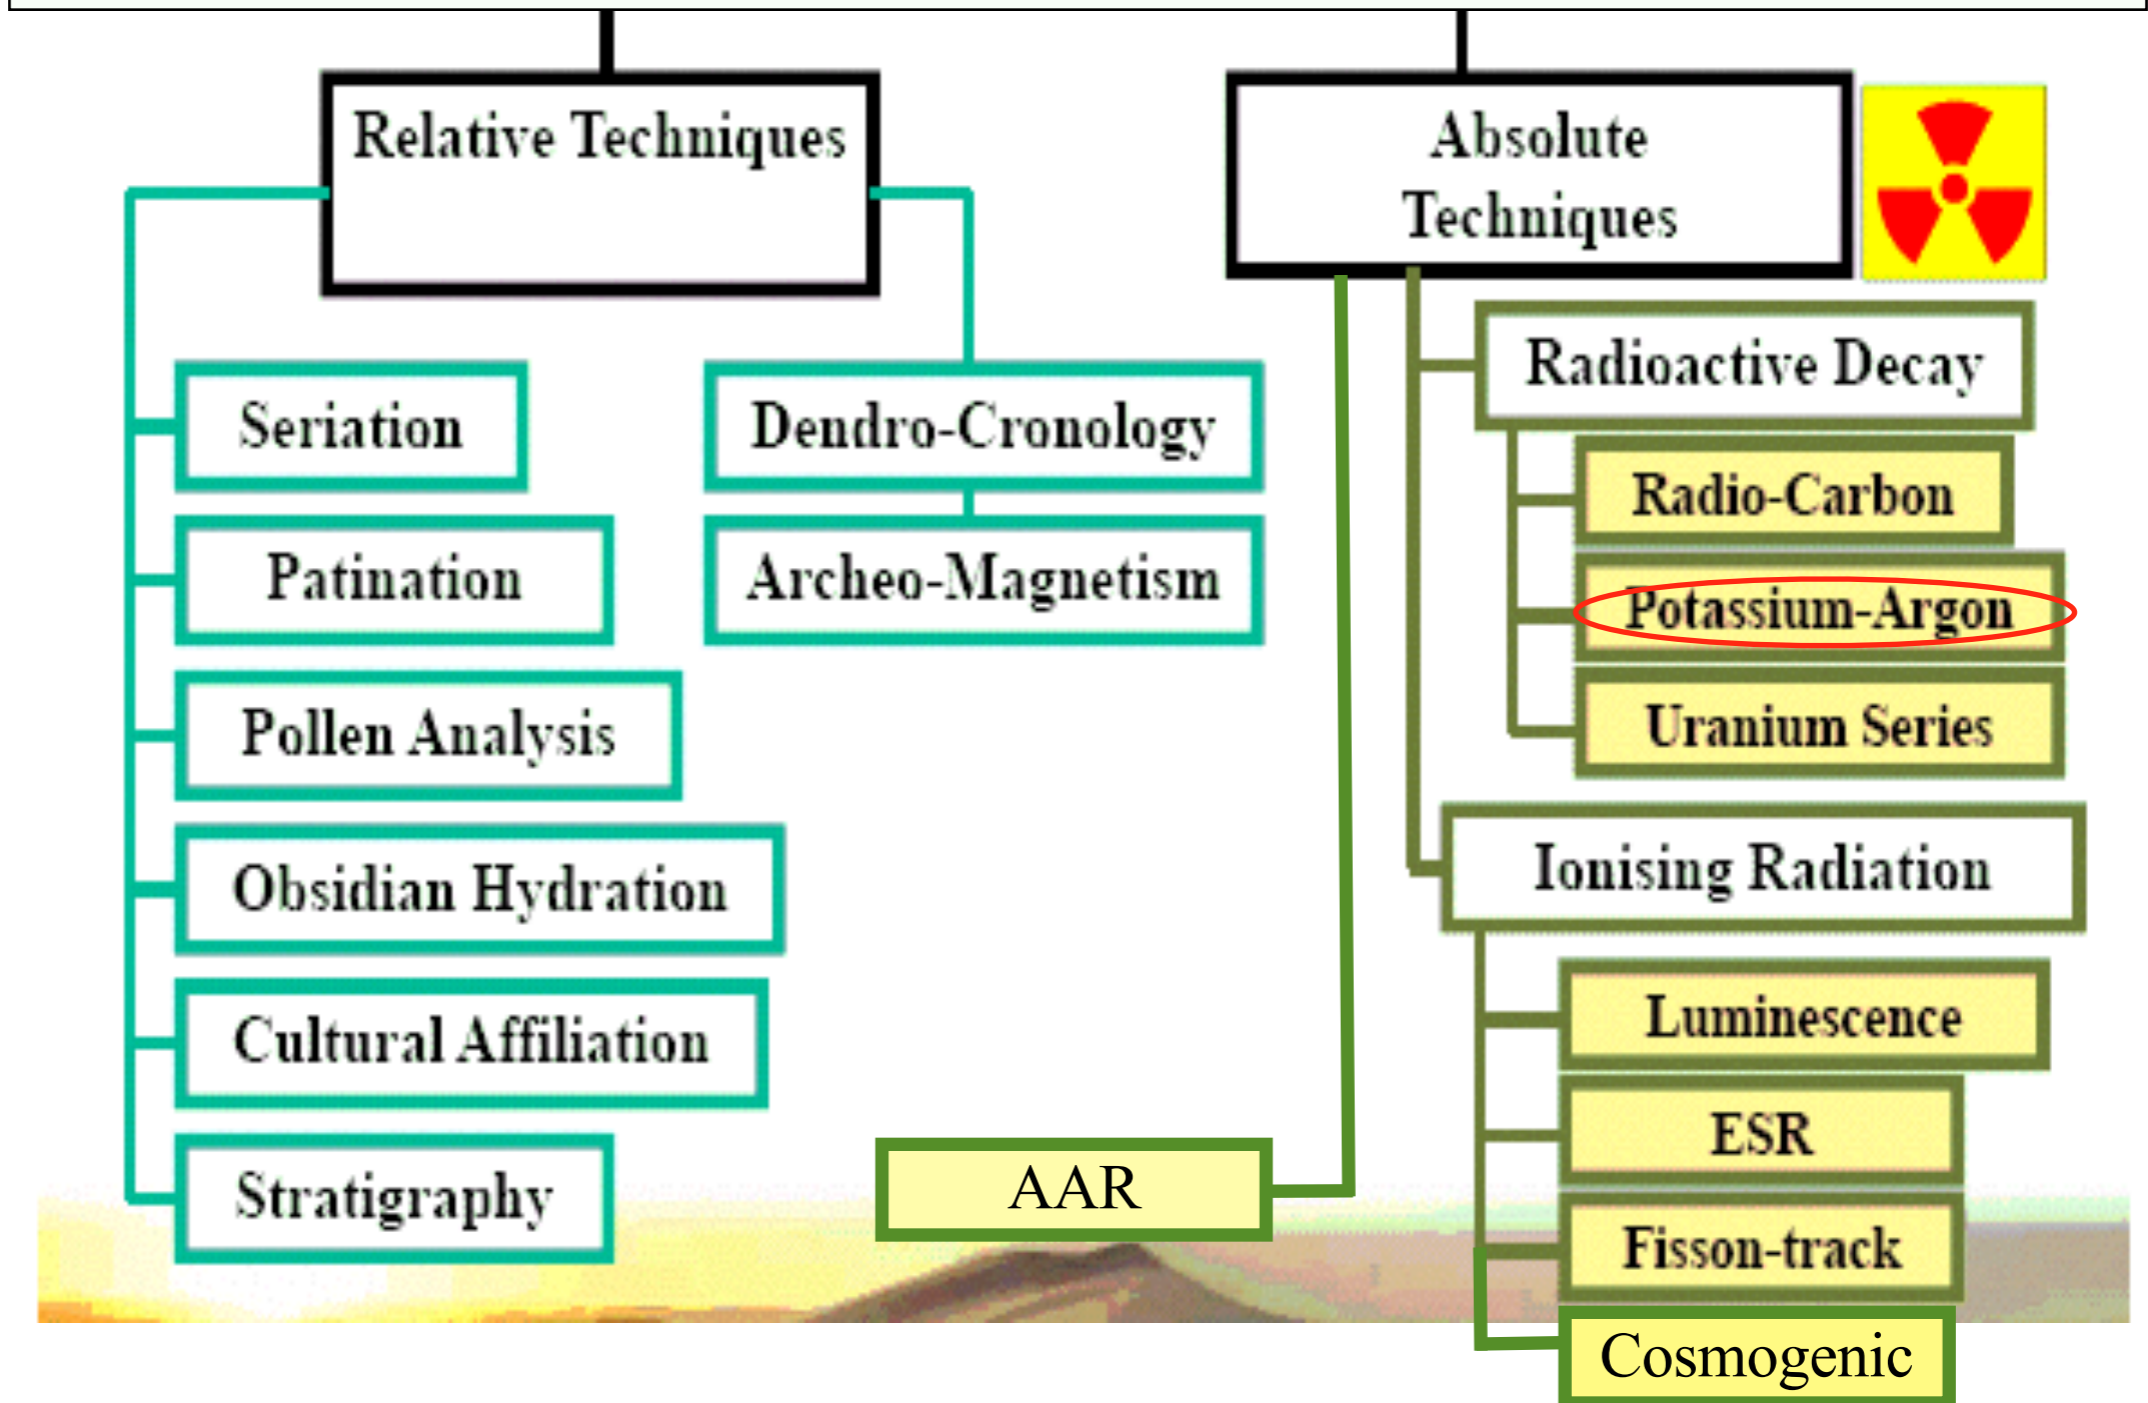 Relative Techniques
Absolute
Techniques
Seriation
Patination
Pollen Analysis
Obsidian Hydration
Cultural Affiliation
Stratigraphy
Dendro-Cronology
Archeo-Magnetism
AAR
Radioactive Decay
Radio-Carbon
Potassium-Argon
Uranium Series
Ionising Radiation
Luminescence
ESR
Fisson-track
Cosmogenic